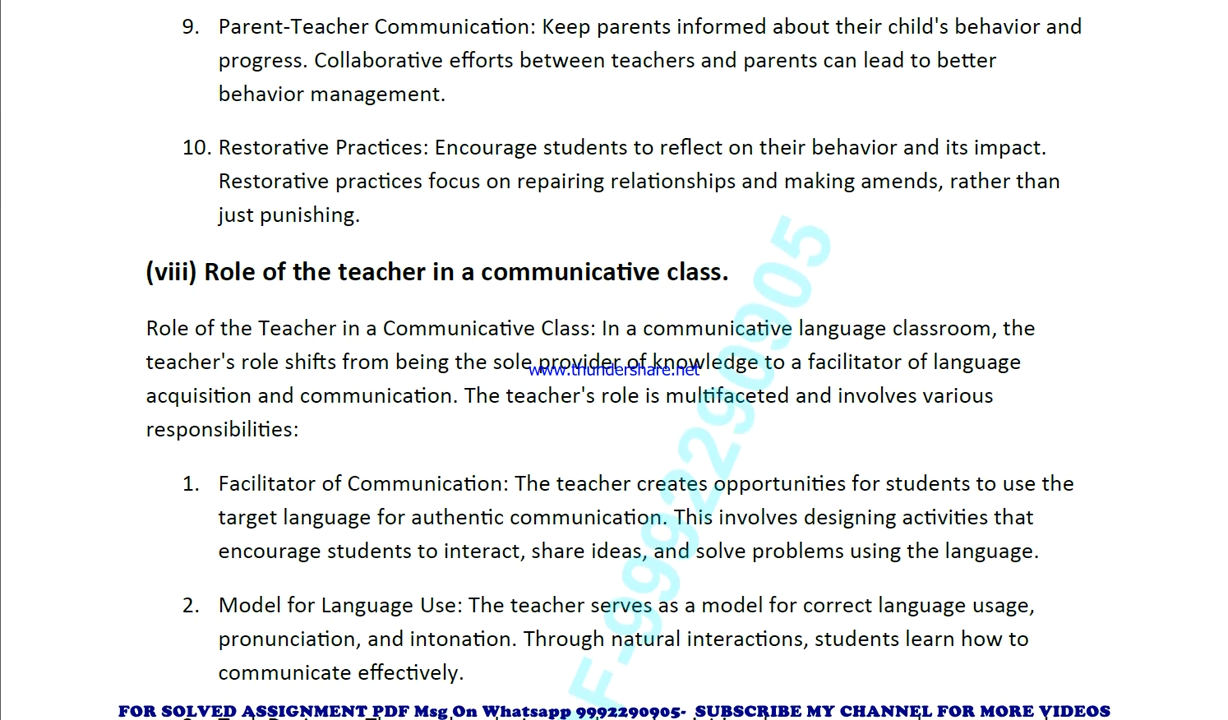 9. Parent-Teacher Communication: Keep parents informed about their child's behavior and
progress. Collaborative efforts between teachers and parents can lead to better
behavior management.
10. Restorative Practices: Encourage students to reflect on their behavior and its impact.
Restorative practices focus on repairing relationships and making amends, rather than
just punishing.
(viii) Role of the teacher in a communicative class.
Role of the Teacher in a Communicative Class: In a communicative language classroom, the
teacher's role shifts from being the sole provider of knowledge to a facilitator of language
www.thundershare.net
acquisition and communication. The teacher's role is multifaceted and involves various
responsibilities:
1. Facilitator of Communication: The teacher creates opportunities for students to use the
target language for authentic communication. This involves designing activities that
encourage students to interact, share ideas, and solve problems using the language.
2. Model for Language Use: The teacher serves as a model for correct language usage,
pronunciation, and intonation. Through natural interactions, students learn how to
communicate effectively.
F-9992290905
FOR SOLVED ASSIGNMENT PDF Msg On Whatsapp 9992290905- SUBSCRIBE MY CHANNEL FOR MORE VIDEOS